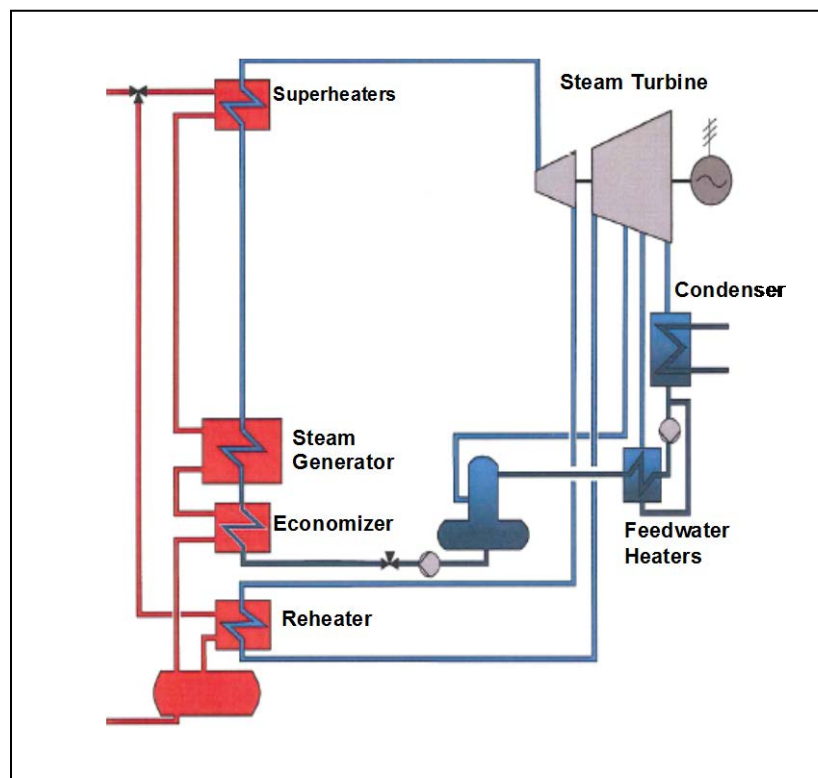 Superheaters
Steam Turbine
Condenser
Steam
Generator
Economizer
Feedwater
Heaters
Reheater